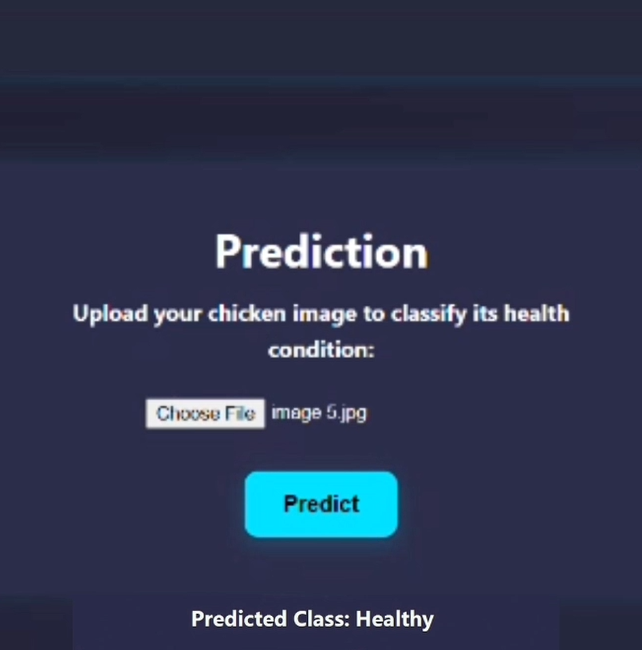 Prediction
Upload your chicken image to classify its health
condition:
Choose File image 5.jpg
Predict
Predicted Class: Healthy